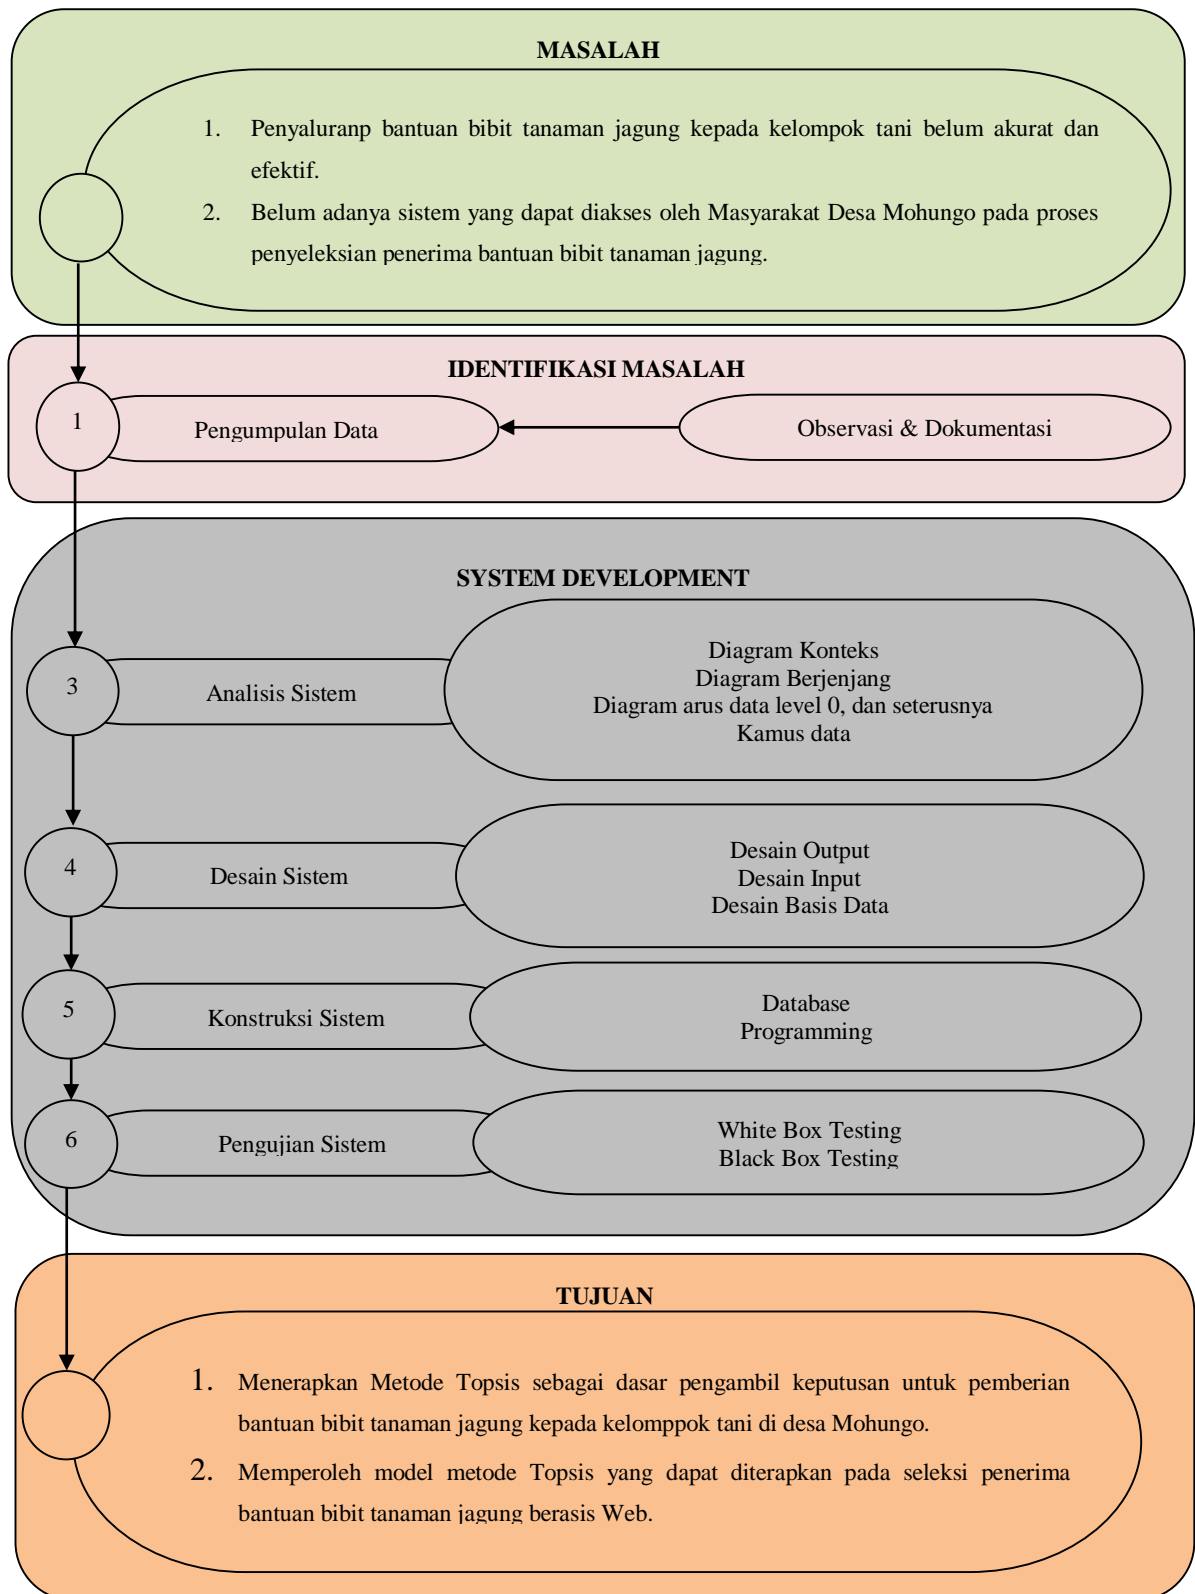 MASALAH
1. Penyaluranp bantuan bibit tanaman jagung kepada kelompok tani belum akurat dan
efektif.
2. Belum adanya sistem yang dapat diakses oleh Masyarakat Desa Mohungo pada proses
penyeleksian penerima bantuan bibit tanaman jagung.
IDENTIFIKASI MASALAH
1
Pengumpulan Data
Observasi & Dokumentasi
SYSTEM DEVELOPMENT
3
Analisis Sistem
Diagram Konteks
Diagram Berjenjang
Diagram arus data level 0, dan seterusnya
Kamus data
4
Desain Sistem
Desain Output
Desain Input
Desain Basis Data
5
Konstruksi Sistem
Database
Programming
6
Pengujian Sistem
White Box Testing
Black Box Testing
TUJUAN
1. Menerapkan Metode Topsis sebagai dasar pengambil keputusan untuk pemberian
bantuan bibit tanaman jagung kepada kelomppok tani di desa Mohungo.
2. Memperoleh model metode Topsis yang dapat diterapkan pada seleksi penerima
bantuan bibit tanaman jagung berasis Web.